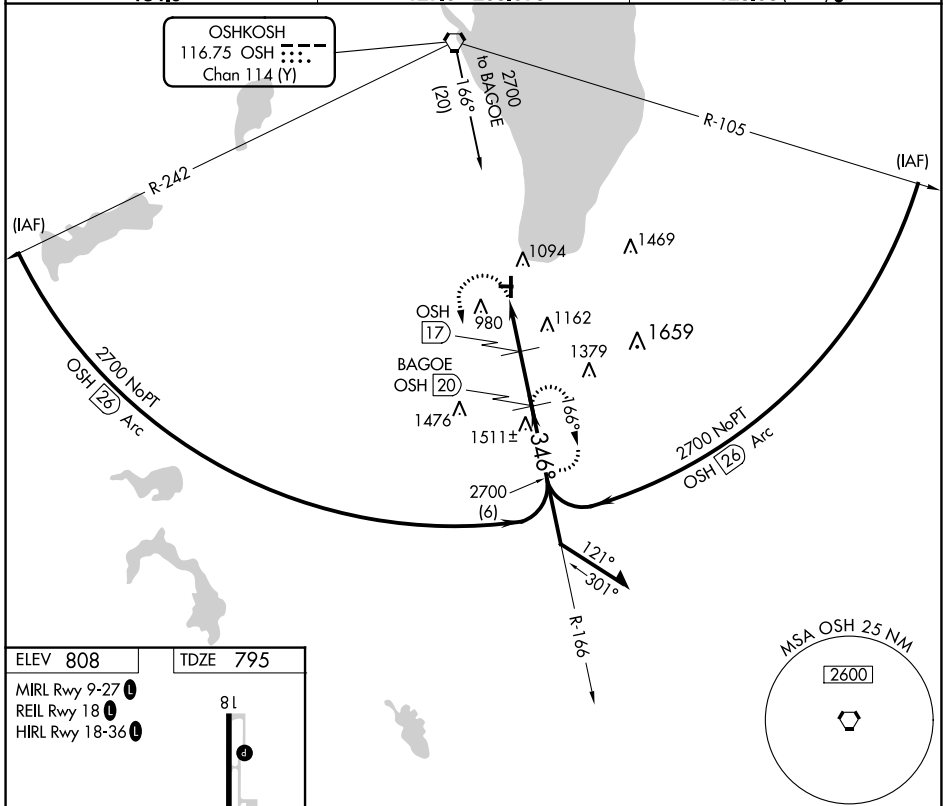 OSHKOSH
116.75 OSH
Chan 114 (Y)
2700
to BAGOE
166°
(20)
R-105
(IAF)
R-242
(IAF)
1094
1469
OSH
17
980
1162
1659
1379
BAGOE
OSH 20
1476
1511±
166°
346°
2700 NoPT
OSH 26 Arc
2700 NoPT
OSH 26 Arc
2700
(6)
121°
301°
R-166
MSA OSH 25 NM
2600
ELEV 808
TDZE 795
MIRL Rwy 9-27 L
REIL Rwy 18 L
HIRL Rwy 18-36 L
18
P